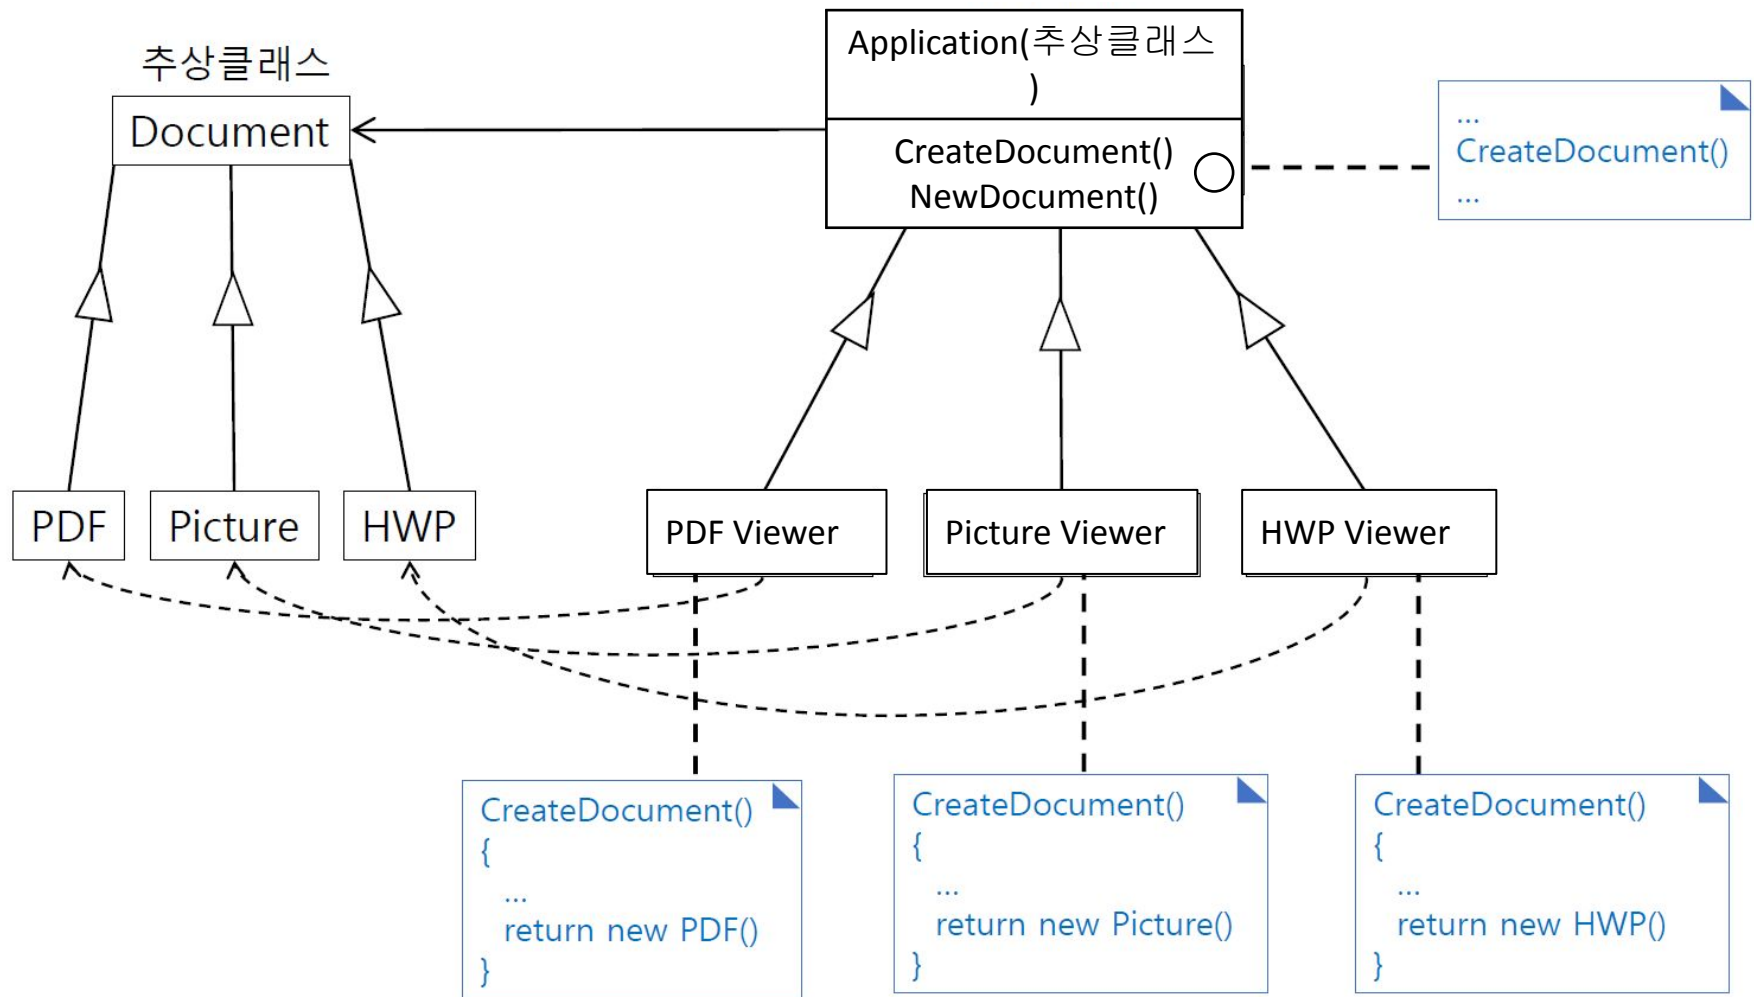 추상클래스
Document
Application(추상클래스
)
CreateDocument()
NewDocument()
...
CreateDocument()
...
PDF
Picture
HWP
PDF Viewer
Picture Viewer
HWP Viewer
CreateDocument()
{
...
return new PDF()
}
CreateDocument()
{
...
return new Picture()
}
CreateDocument()
{
...
return new HWP()
}